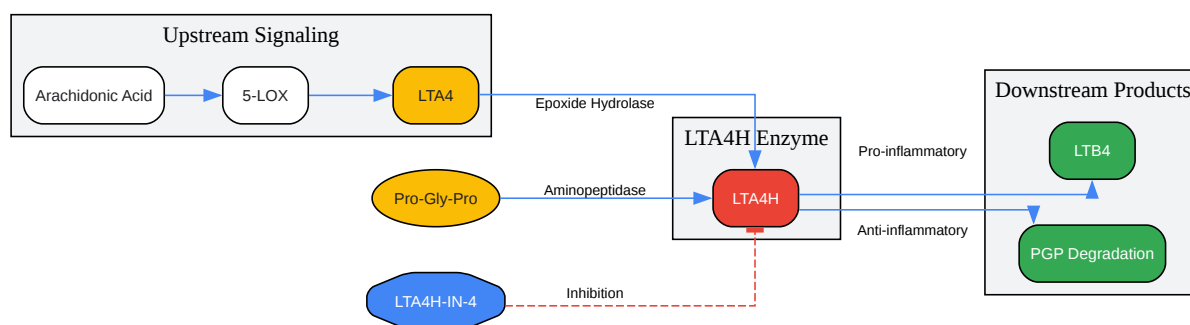 Upstream Signaling
Arachidonic Acid
5-LOX
LTA4
Epoxide Hydrolase
Pro-Gly-Pro
Aminopeptidase
LTA4H-IN-4
Inhibition
LTA4H Enzyme
LTA4H
Pro-inflammatory
Anti-inflammatory
Downstream Products
LTB4
PGP Degradation